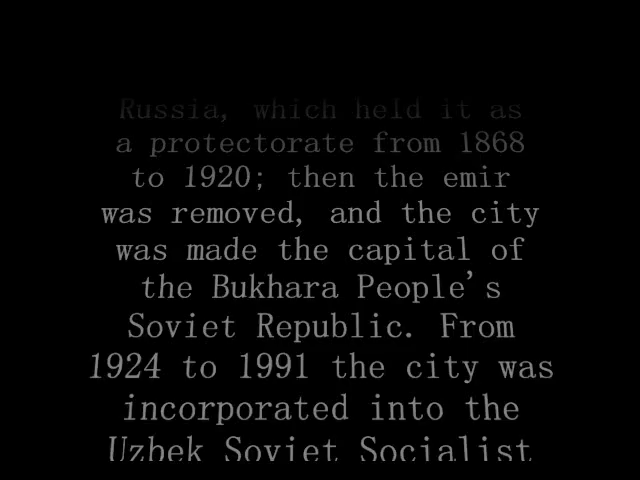 Russia, which held it as
a protectorate from 1868
to 1920; then the emir
was removed, and the city
was made the capital of
the Bukhara People's
Soviet Republic. From
1924 to 1991 the city was
incorporated into the
Uzbek Soviet Socialist